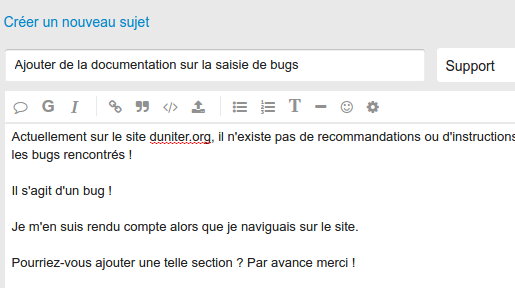 Créer un nouveau sujet
Ajouter de la documentation sur la saisie de bugs
Support
G I T
Actuellement sur le site duniter.org, il n'existe pas de recommandations ou d'instructions
les bugs rencontrés !
Il s'agit d'un bug !
Je m'en suis rendu compte alors que je naviguais sur le site.
Pourriez-vous ajouter une telle section ? Par avance merci !